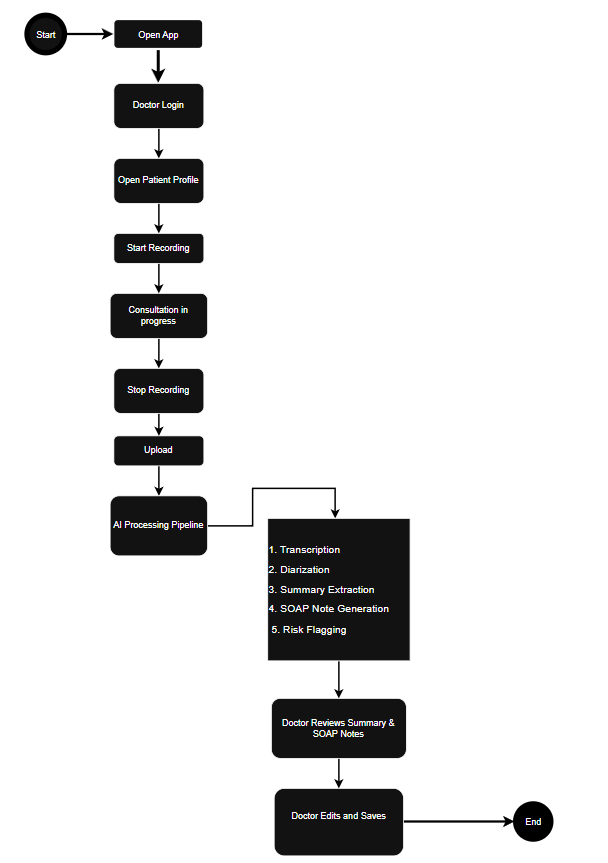 Start
Open App
Doctor Login
Open Patient Profile
Start Recording
Consultation in
progress
Stop Recording
Upload
AI Processing Pipeline
1. Transcription
2. Diarization
3. Summary Extraction
4. SOAP Note Generation
5. Risk Flagging
Doctor Reviews Summary &
SOAP Notes
Doctor Edits and Saves
End